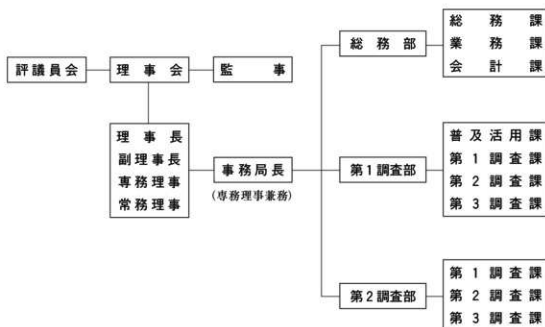 評議員会
理事会
監事
理事長
副理事長
専務理事
常務理事
事務局長
(専務理事兼務)
総務部
総務課
業務課
会計課
第1調査部
普及活用課
第1調査課
第2調査課
第3調査課
第2調査部
第1調査課
第2調査課
第3調査課